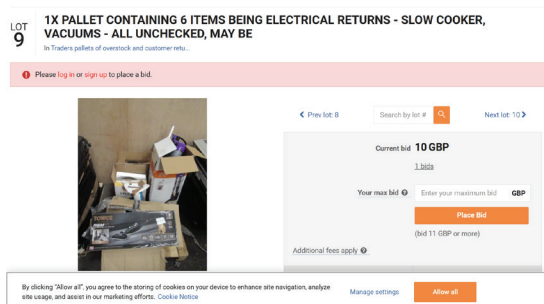 LOT
9
1X PALLET CONTAINING 6 ITEMS BEING ELECTRICAL RETURNS - SLOW COOKER,
VACUUMS - ALL UNCHECKED, MAY BE
In Traders pallets of overstock and customer retu...
Please log in or sign up to place a bid.
Prev lot: 8
Search by lot #
Next lot: 10
Current bid 10 GBP
1 bids
Your max bid
Enter your maximum bid
GBP
Place Bid
(bid 11 GBP or more)
Additional fees apply
By clicking "Allow all", you agree to the storing of cookies on your device to enhance site navigation, analyze
site usage, and assist in our marketing efforts. Cookie Notice
Manage settings
Allow all